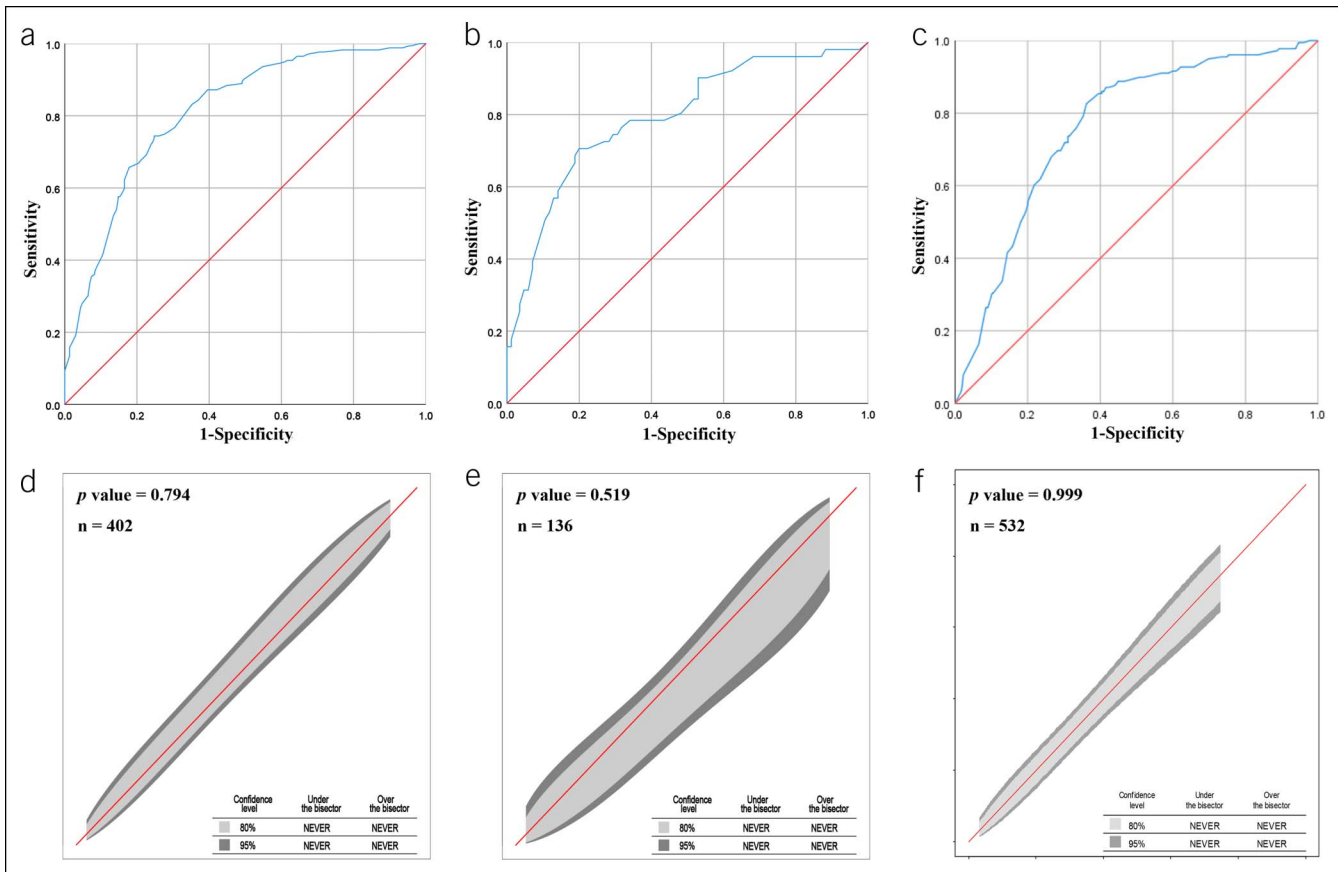 a
1.0
0.8
0.6
0.4
0.2
0.0
Sensitivity
0.0 0.2 0.4 0.6 0.8 1.0
1-Specificity
b
1.0
0.8
0.6
0.4
0.2
0.0
Sensitivity
0.0 0.2 0.4 0.6 0.8 1.0
1-Specificity
c
1.0
0.8
0.6
0.4
0.2
0.0
Sensitivity
0.0 0.2 0.4 0.6 0.8 1.0
1-Specificity
d
p value = 0.794
n = 402
Confidence level Under the bisector Over the bisector
80% NEVER NEVER
95% NEVER NEVER
e
p value = 0.519
n = 136
Confidence level Under the bisector Over the bisector
80% NEVER NEVER
95% NEVER NEVER
f
p value = 0.999
n = 532
Confidence level Under the bisector Over the bisector
80% NEVER NEVER
95% NEVER NEVER